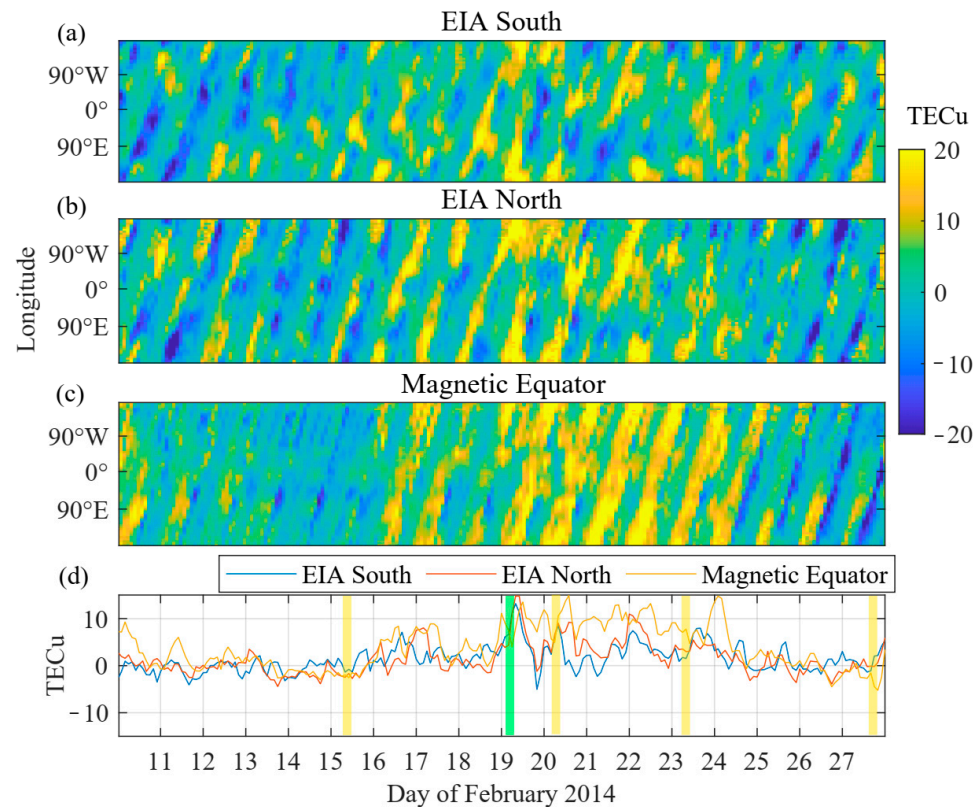 (a) EIA South
90°W
0°
90°E
TECu
20
10
0
−10
−20
(b) EIA North
90°W
0°
90°E
Longitude
(c) Magnetic Equator
90°W
0°
90°E
(d) EIA South EIA North Magnetic Equator
10
0
−10
TECu
11 12 13 14 15 16 17 18 19 20 21 22 23 24 25 26 27
Day of February 2014